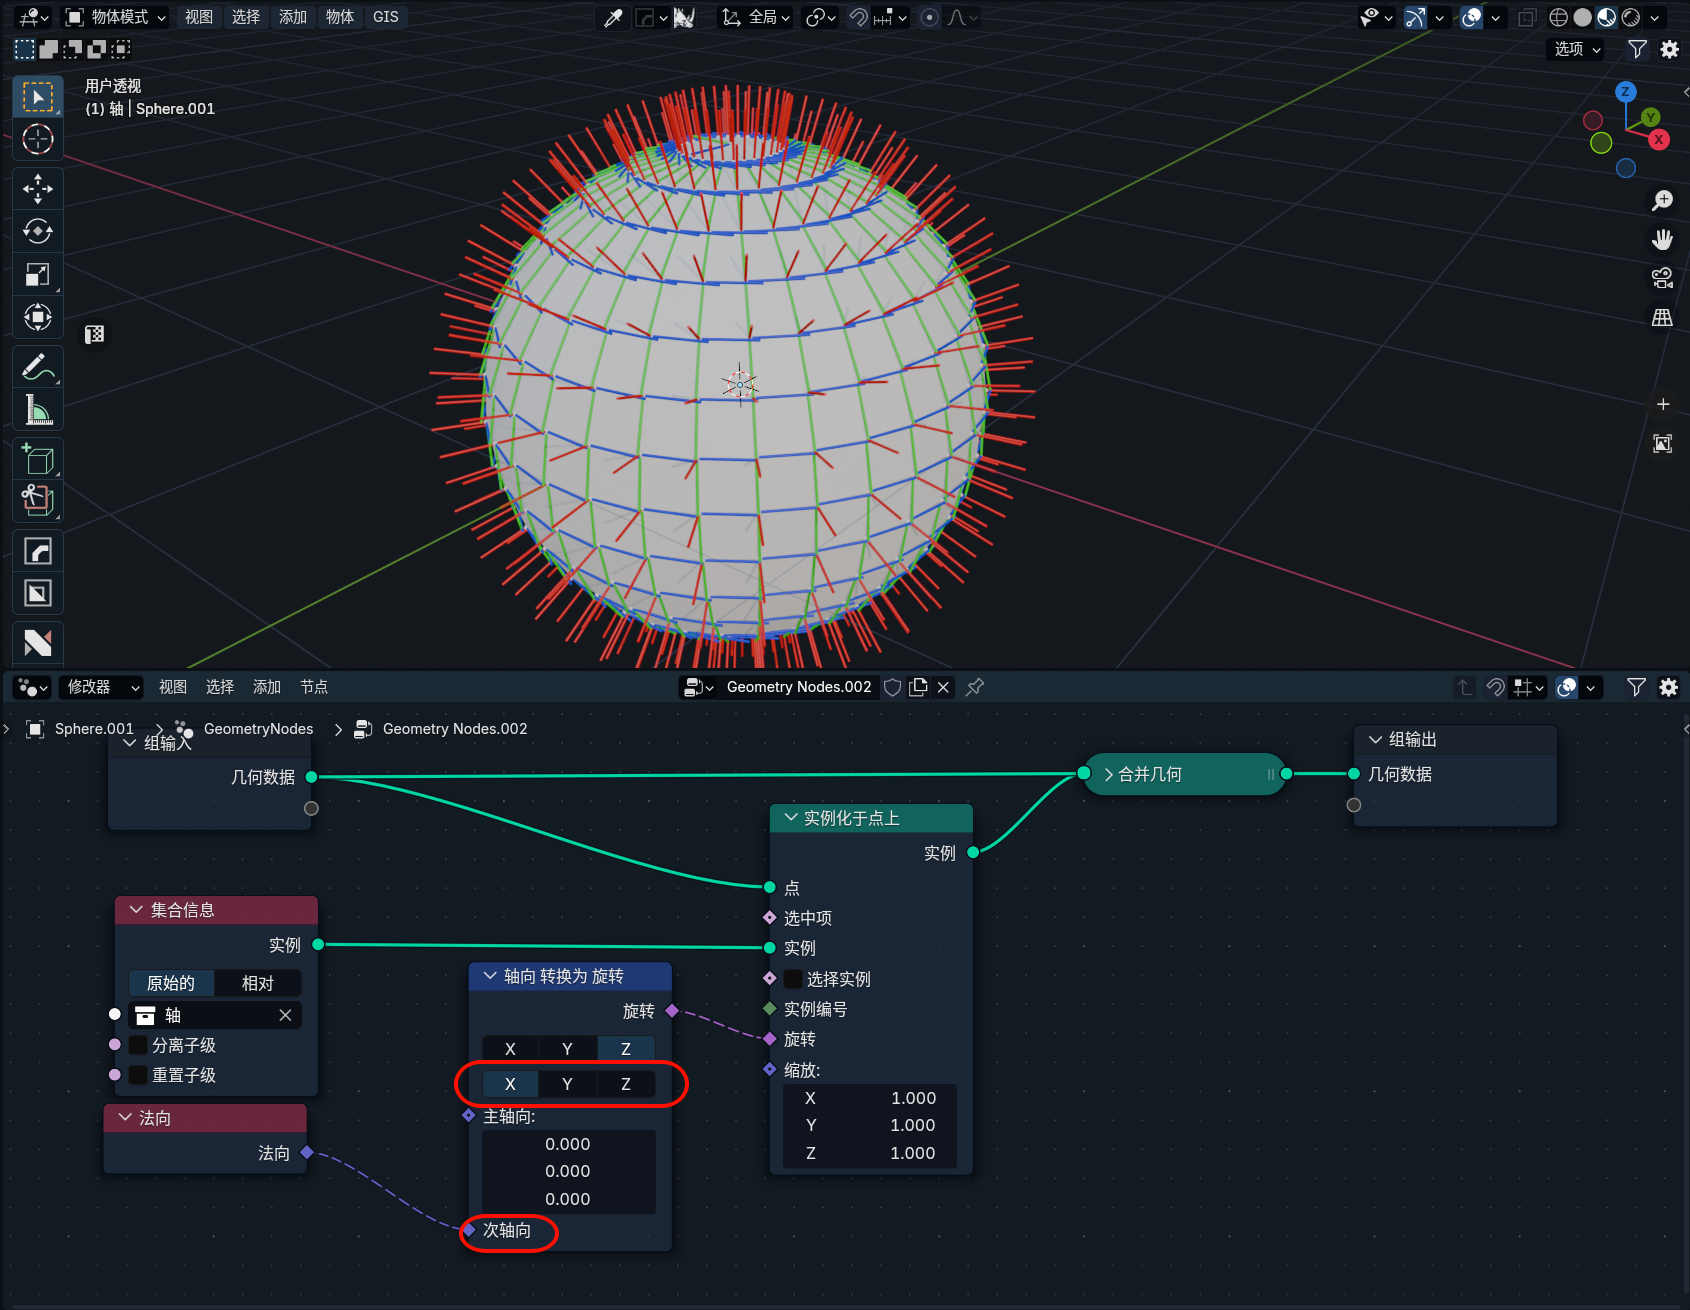 物体模式 视图 选择 添加 物体 GIS 全局
选项
用户透视
(1) 轴 | Sphere.001
Z
Y
X
修改器 视图 选择 添加 节点 Geometry Nodes.002
Sphere.001 GeometryNodes Geometry Nodes.002
组输入
几何数据
合并几何
组输出
几何数据
实例化于点上
实例
点
选中项
实例
选择实例
实例编号
旋转
缩放:
X 1.000
Y 1.000
Z 1.000
集合信息
实例
原始的 相对
轴
分离子级
重置子级
法向
法向
轴向 转换为 旋转
旋转
X Y Z
X Y Z
主轴向:
0.000
0.000
0.000
次轴向